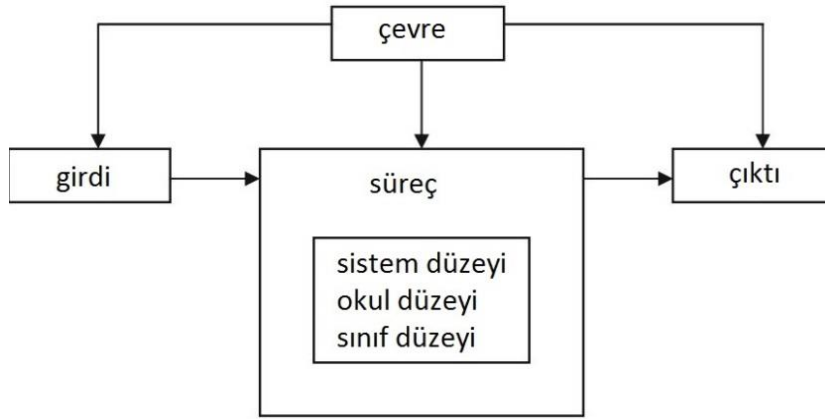 çevre
girdi
süreç
çıktı
sistem düzeyi
okul düzeyi
sınıf düzeyi